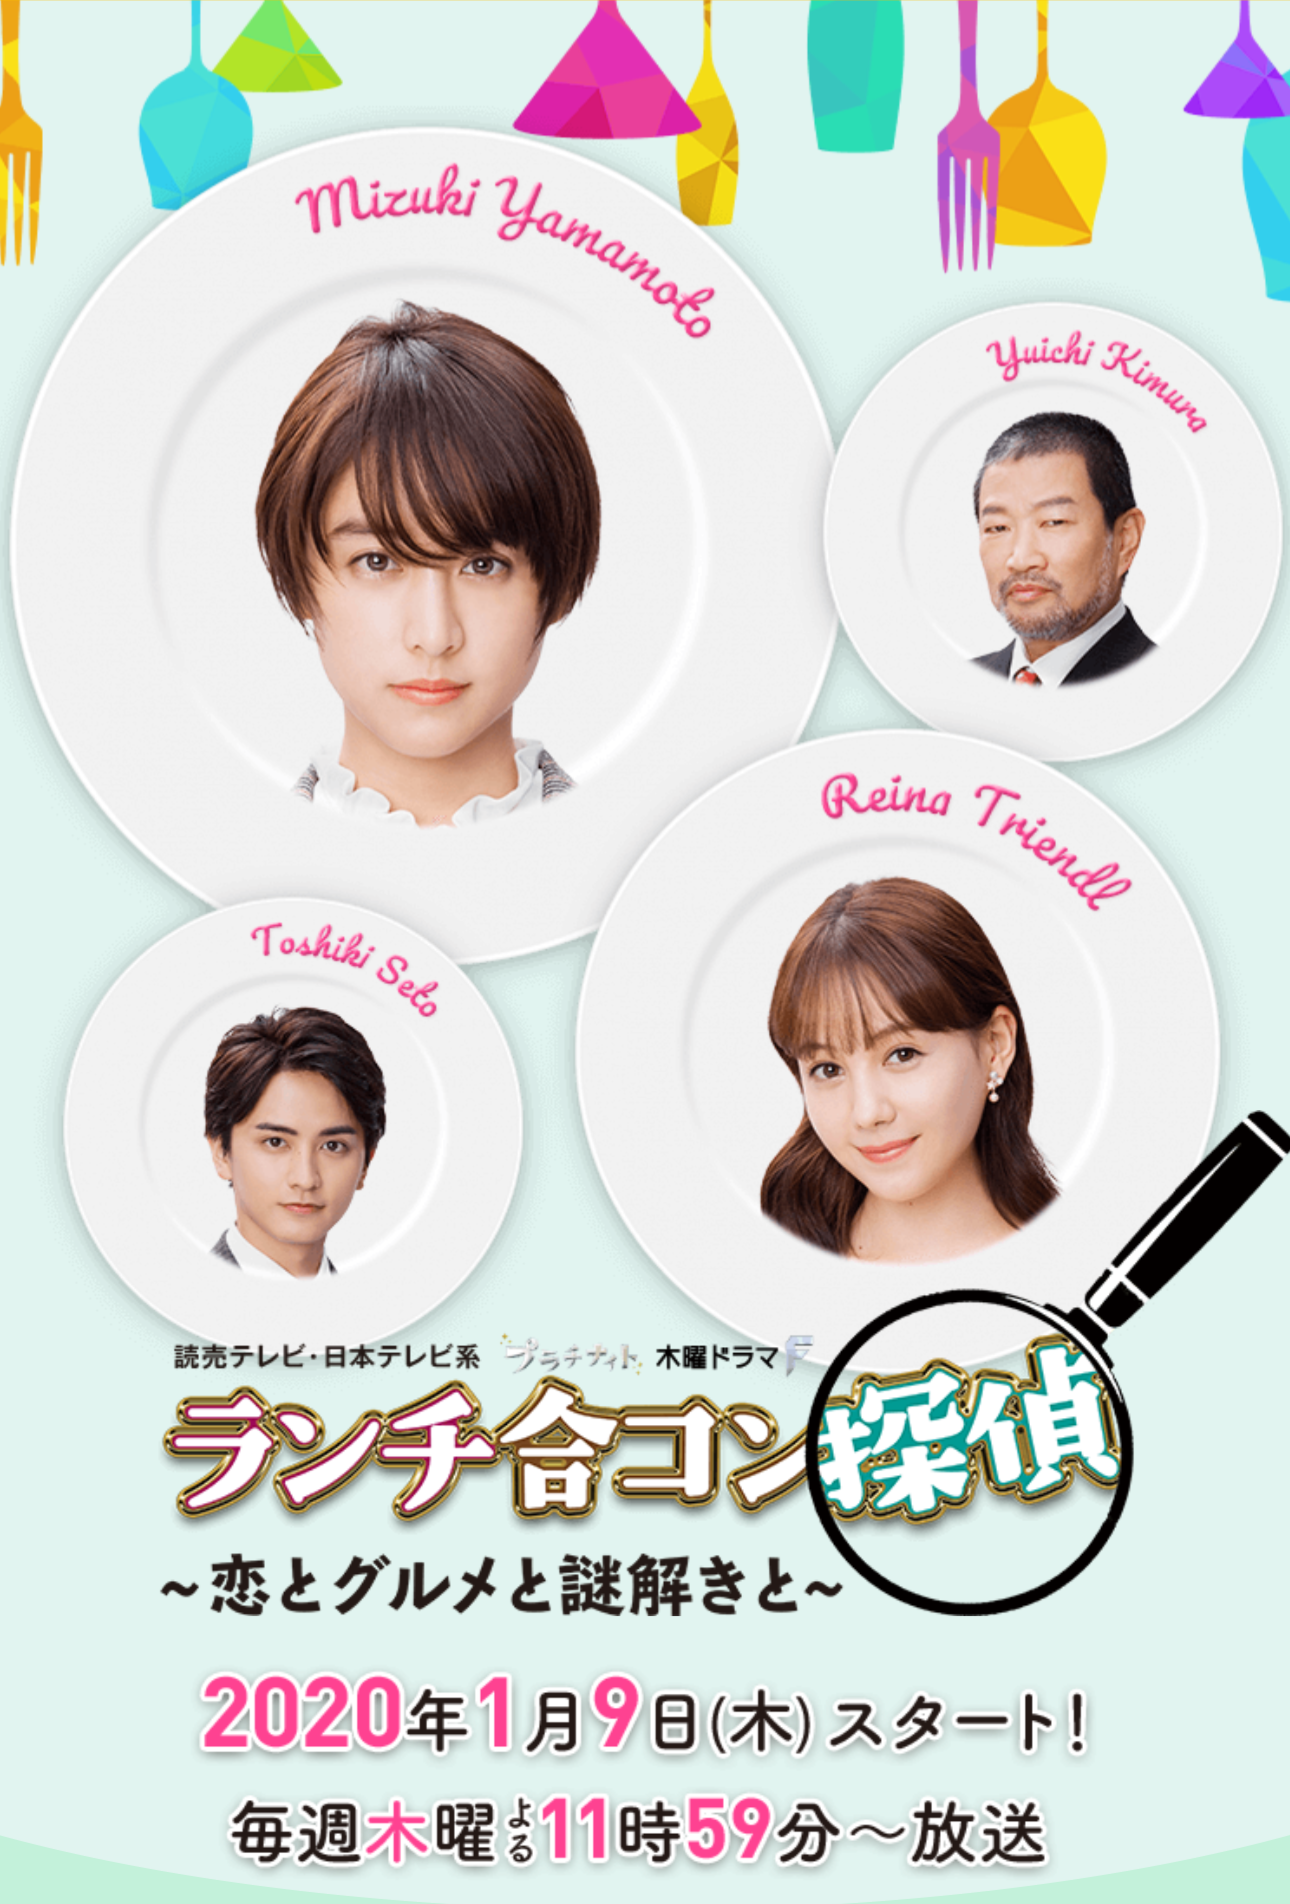 Mizuki Yamamoto
Yuichi Kimura
Reina Triendl
Toshiki Seto
読売テレビ・日本テレビ系 プラチナイト 木曜ドラマF
ランチ合コン探偵
~恋とグルメと謎解きと~
2020年1月9日(木)スタート!
毎週木曜よる11時59分~放送